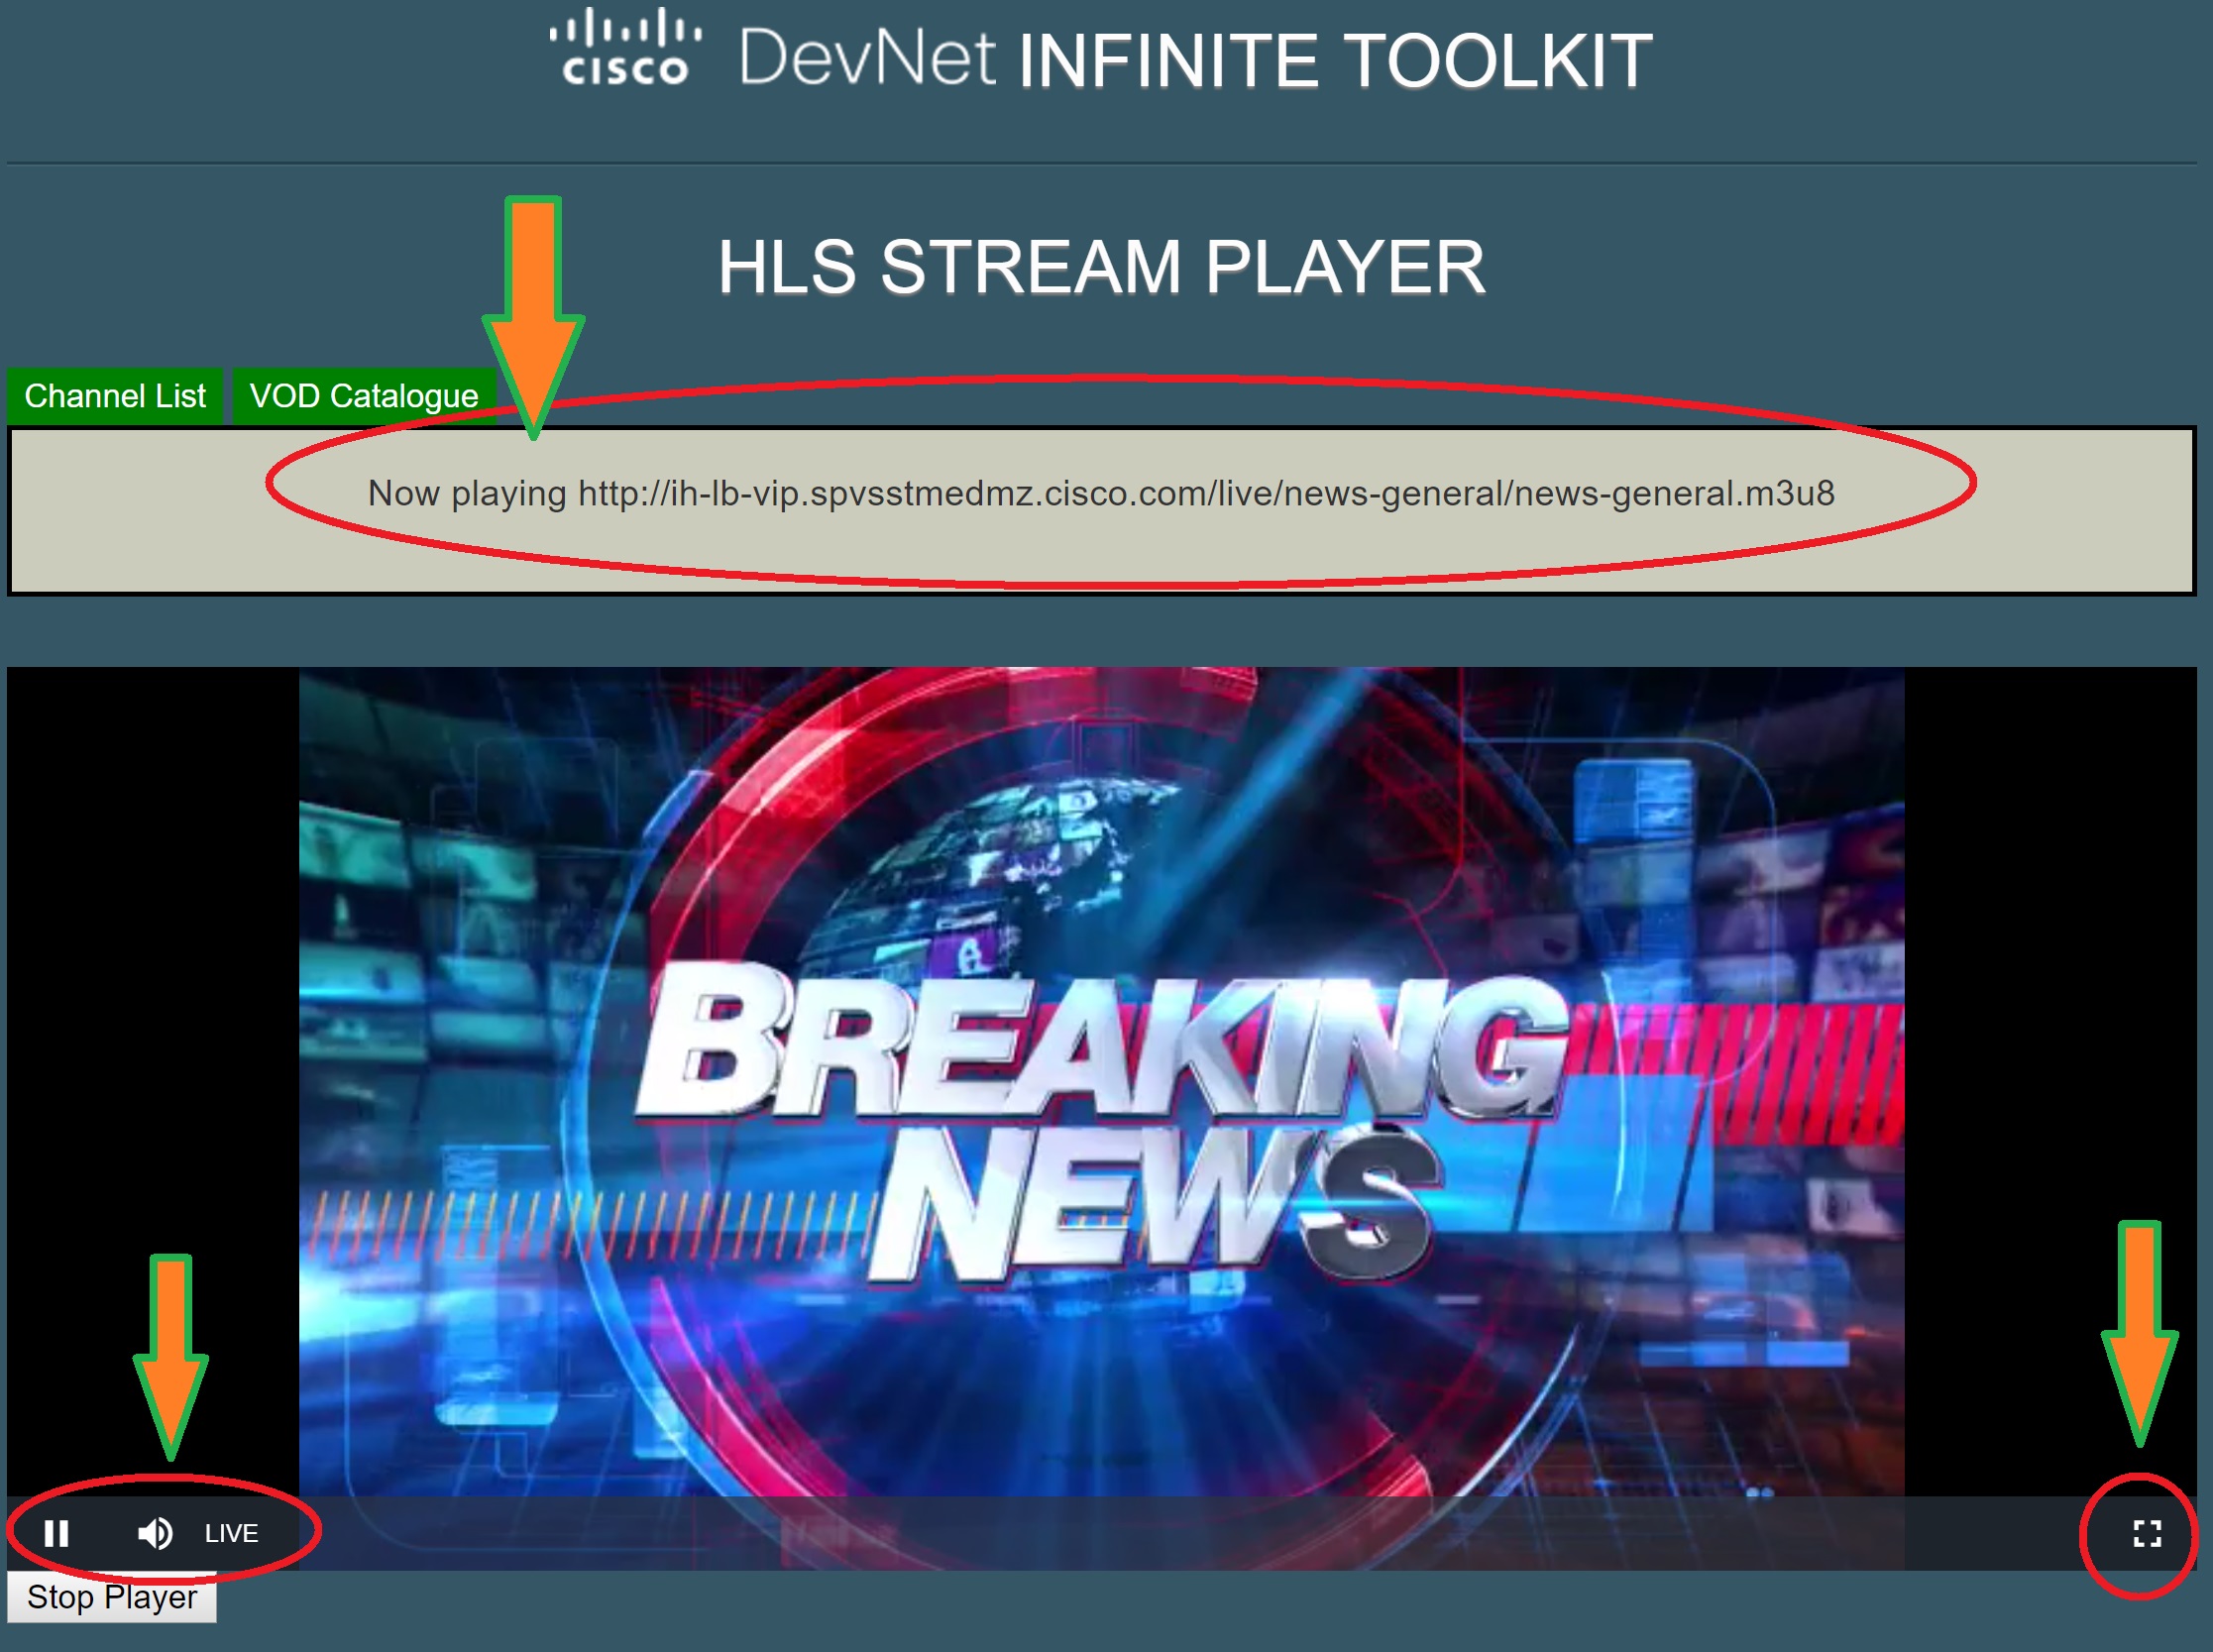 CISCO DevNet INFINITE TOOLKIT
HLS STREAM PLAYER
Channel List VOD Catalogue
Now playing http://ih-lb-vip.spvsstmedmz.cisco.com/live/news-general/news-general.m3u8
BREAKING
NEWS
LIVE
Stop Player